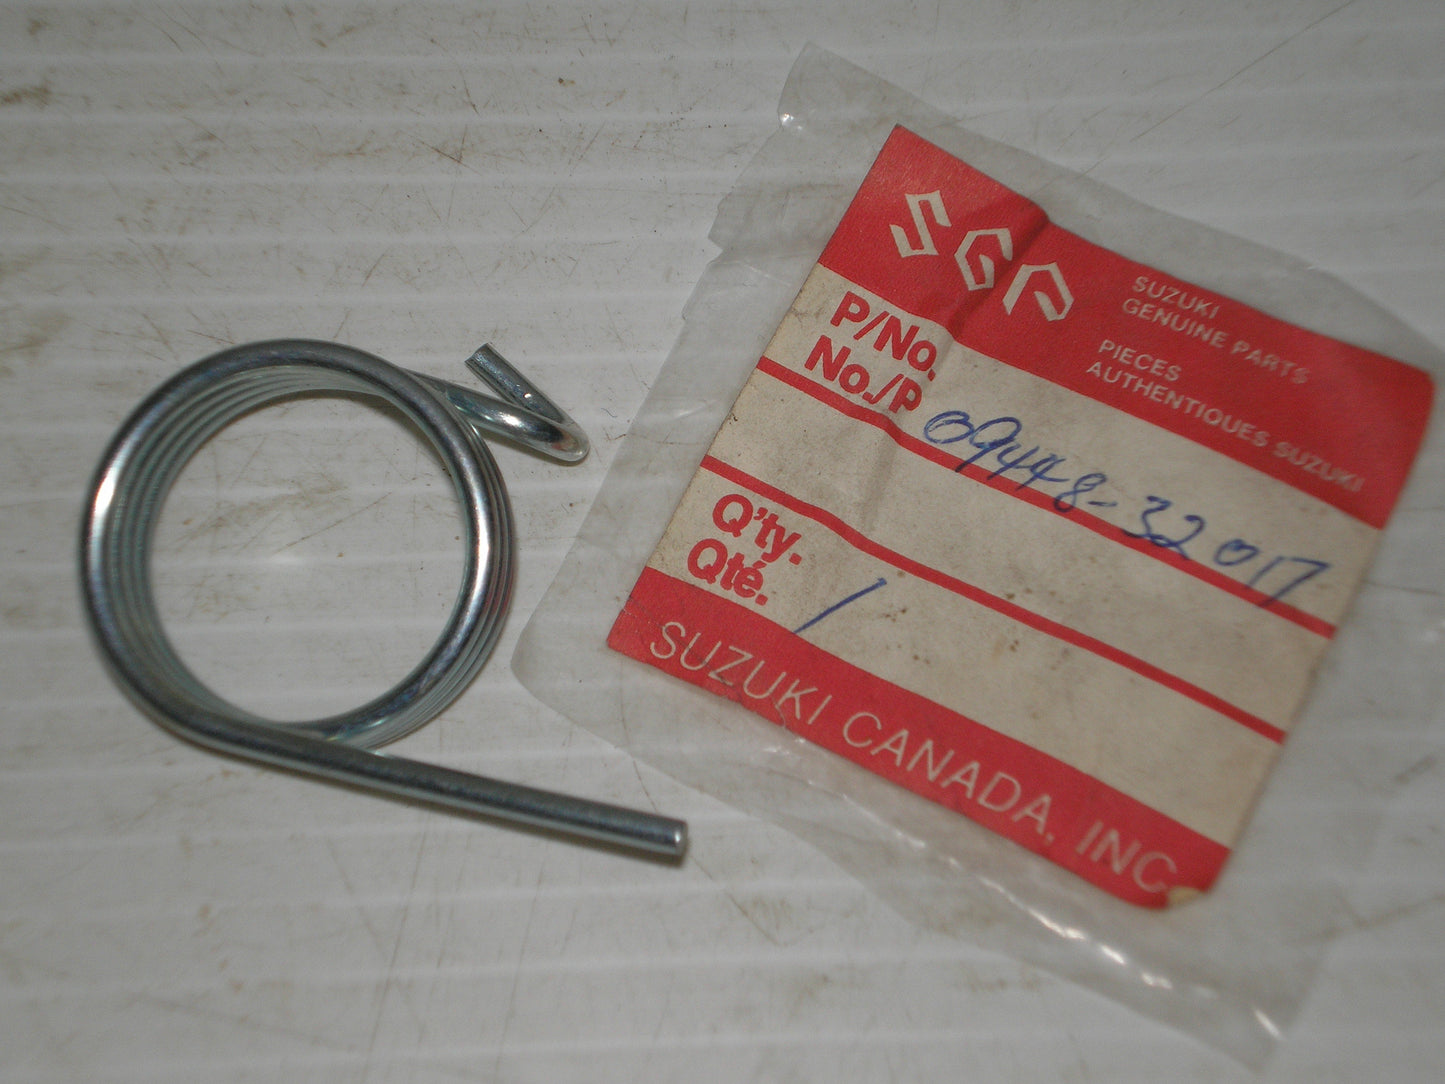 SGP
SUZUKI
GENUINE PARTS
PIECES
AUTHENTIQUES SUZUKI
P/No.
No./P
09448-32017
Q'ty.
Qté.
1
SUZUKI CANADA, INC.